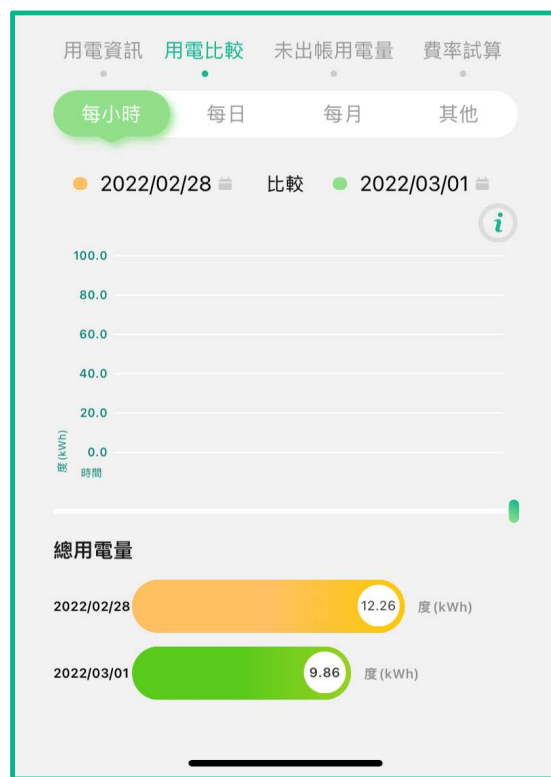 用電資訊 用電比較 未出帳用電量 費率試算
每小時 每日 每月 其他
2022/02/28 比較 2022/03/01
i
100.0
80.0
60.0
40.0
20.0
0.0
度(kWh)
時間
總用電量
2022/02/28 12.26 度(kWh)
2022/03/01 9.86 度(kWh)